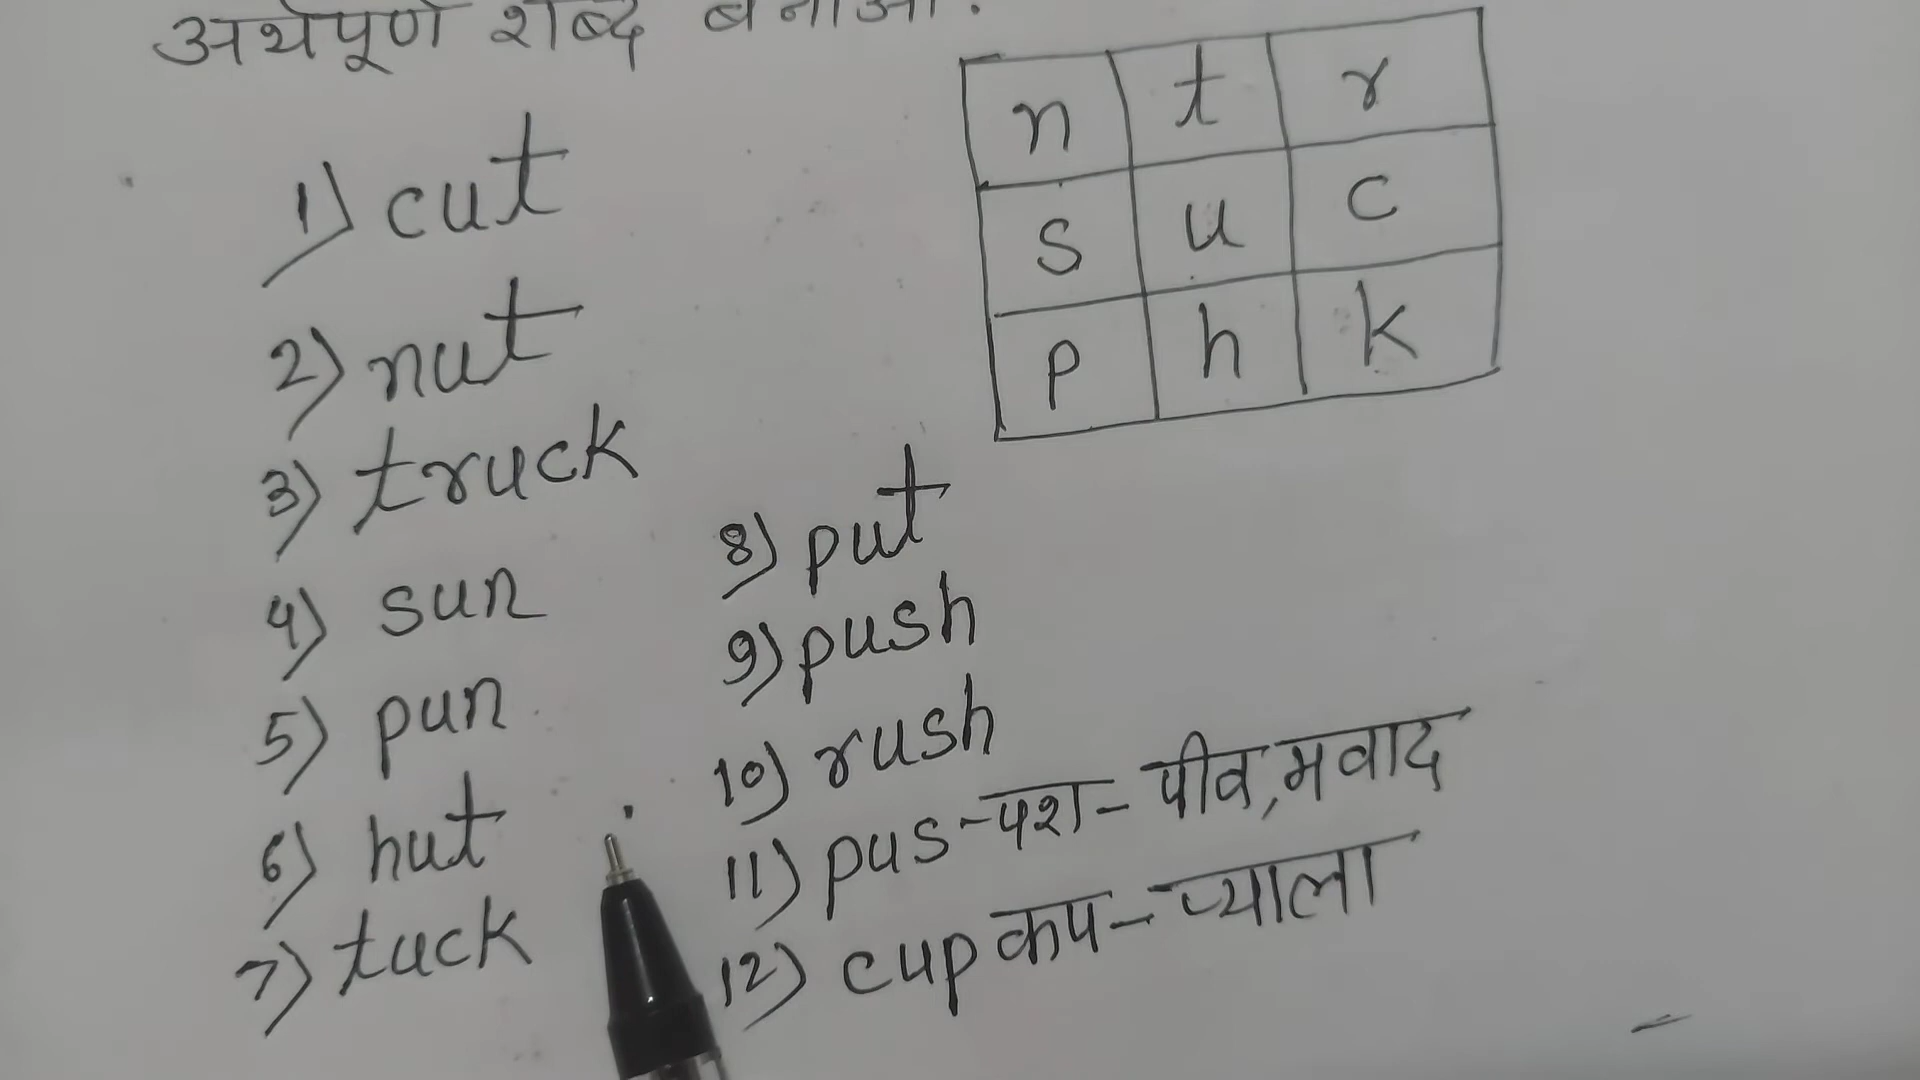 अर्थपूर्ण शब्द बनाओ.
n t r
s u c
p h k
1) cut
2) nut
3) truck
4) sun
5) pun
6) hut
7) tuck
8) put
9) push
10) rush
11) pus-पश-पीव,मवाद
12) cup कप-प्याला